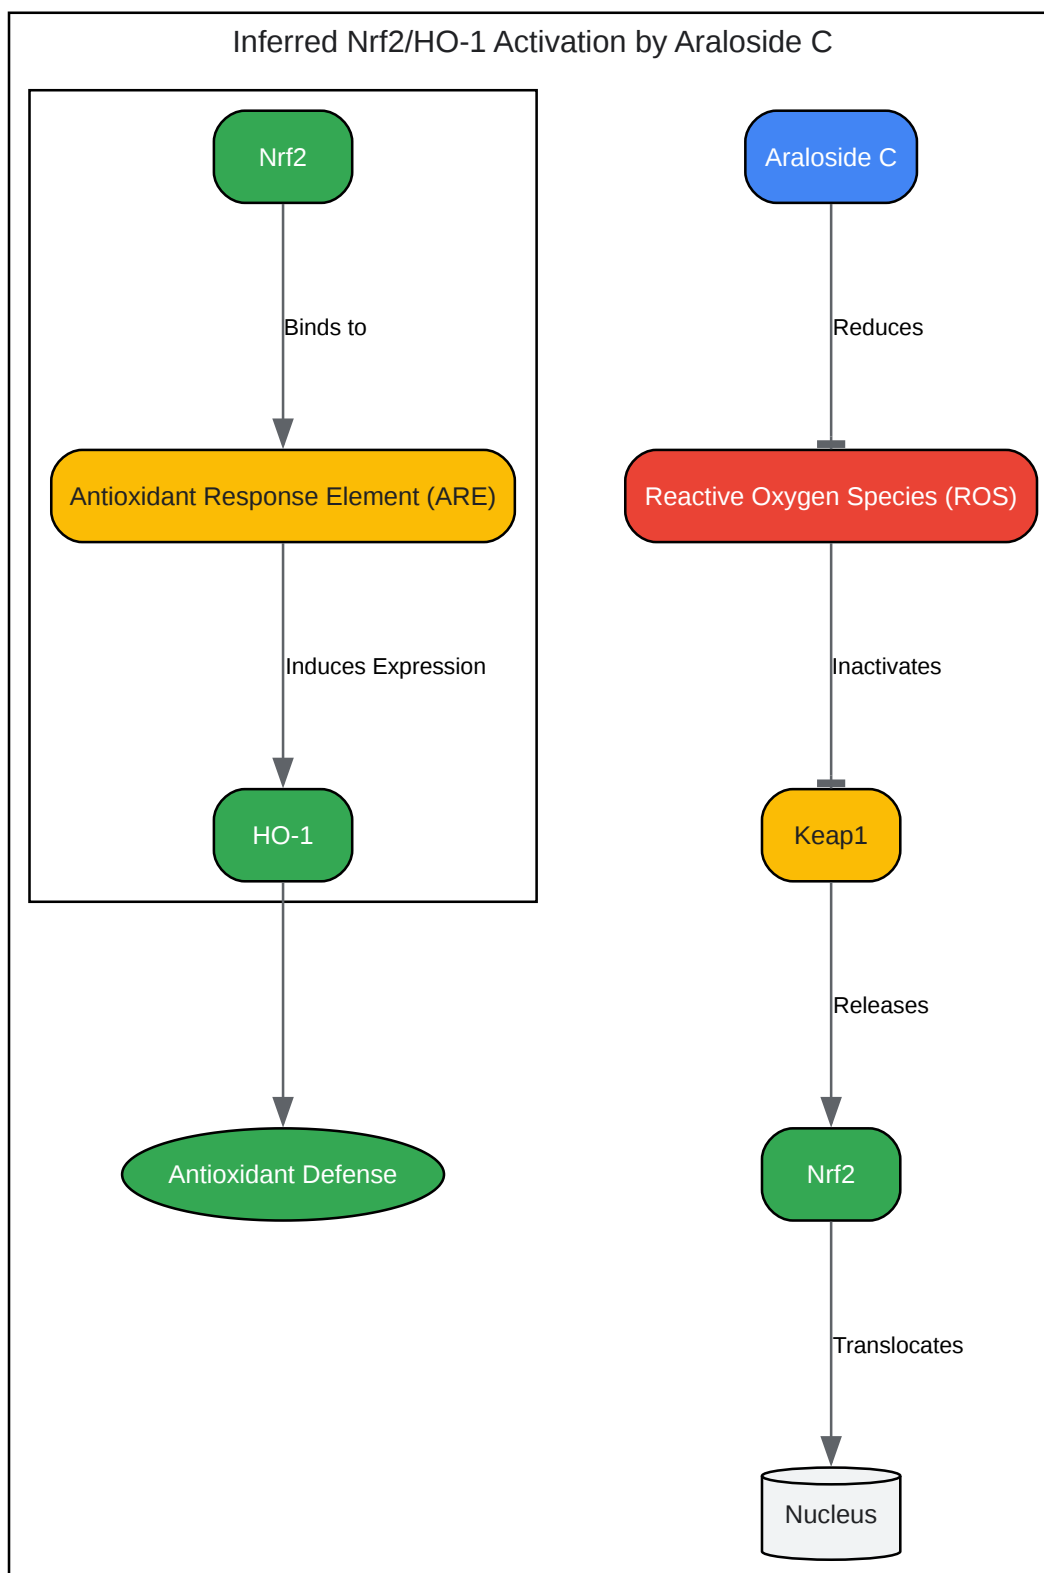 Inferred Nrf2/HO-1 Activation by Araloside C
Nrf2
Binds to
Antioxidant Response Element (ARE)
Induces Expression
HO-1
Antioxidant Defense
Araloside C
Reduces
Reactive Oxygen Species (ROS)
Inactivates
Keap1
Releases
Nrf2
Translocates
Nucleus